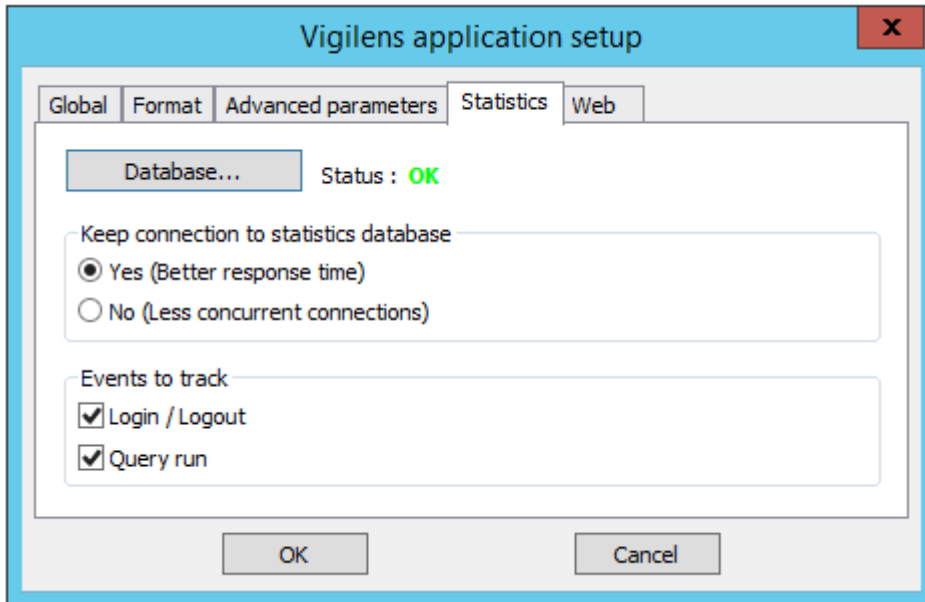 Vigilens application setup
x
Global Format Advanced parameters Statistics Web
Database... Status : OK
Keep connection to statistics database
Yes (Better response time)
No (Less concurrent connections)
Events to track
Login / Logout
Query run
OK Cancel